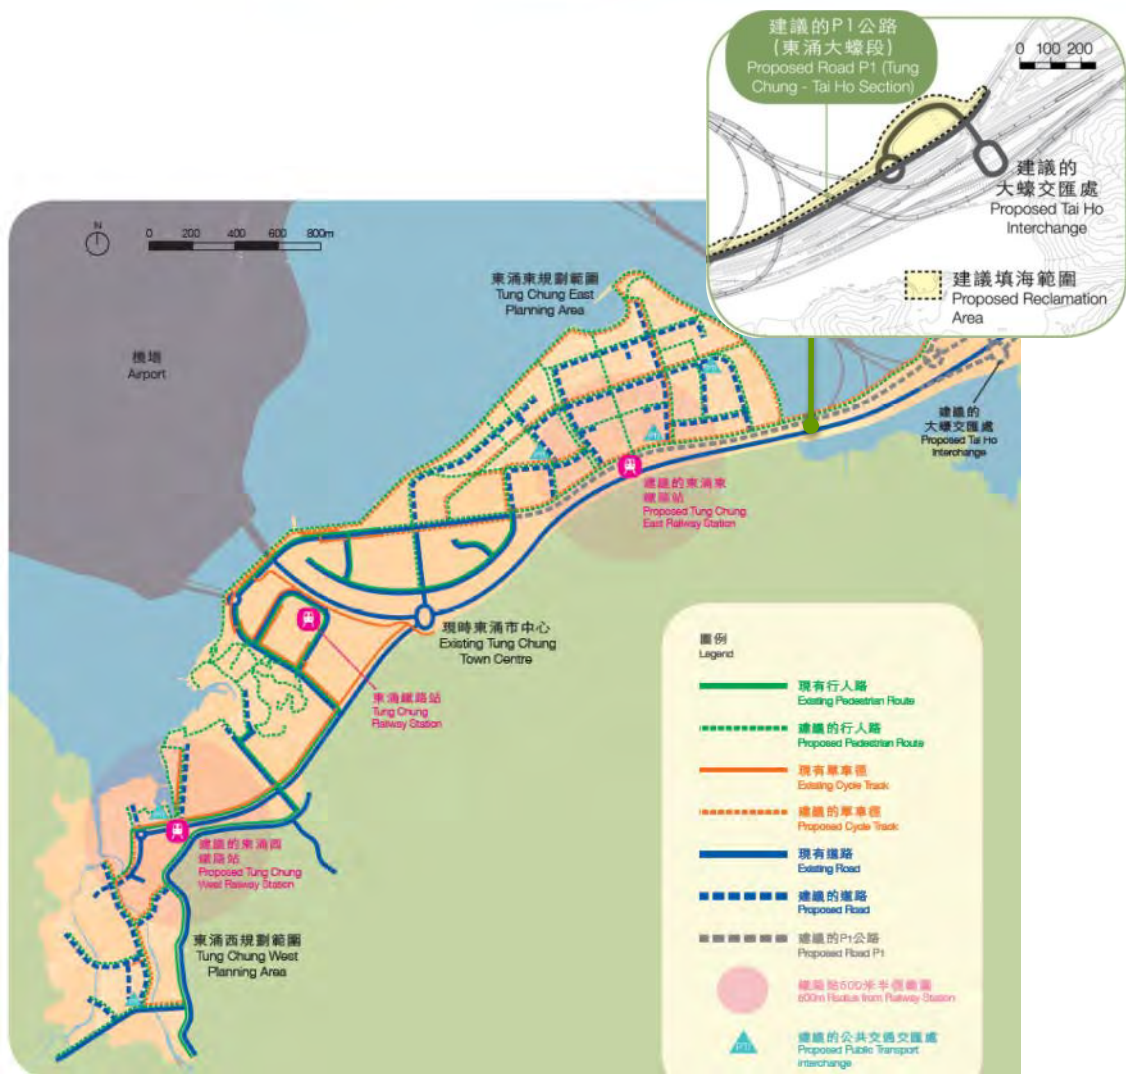 建議的P1公路
(東涌大蠔段)
Proposed Road P1 (Tung
Chung - Tai Ho Section)
0 100 200
建議的
大蠔交匯處
Proposed Tai Ho
Interchange
建議填海範圍
Proposed Reclamation
Area
N
0 200 400 600 800m
東涌東規劃範圍
Tung Chung East
Planning Area
機場
Airport
建議的
大蠔交匯處
Proposed Tai Ho
Interchange
建議的東涌東
鐵路站
Proposed Tung Chung
East Railway Station
現時東涌市中心
Existing Tung Chung
Town Centre
東涌鐵路站
Tung Chung
Railway Station
建議的東涌西
鐵路站
Proposed Tung Chung
West Railway Station
東涌西規劃範圍
Tung Chung West
Planning Area
圖例
Legend
現有行人路
Existing Pedestrian Route
建議的行人路
Proposed Pedestrian Route
現有單車徑
Existing Cycle Track
建議的單車徑
Proposed Cycle Track
現有道路
Existing Road
建議的道路
Proposed Road
建議的P1公路
Proposed Road P1
鐵路站500米半徑範圍
500m Radius from Railway Station
PTI
建議的公共交通交匯處
Proposed Public Transport
Interchange